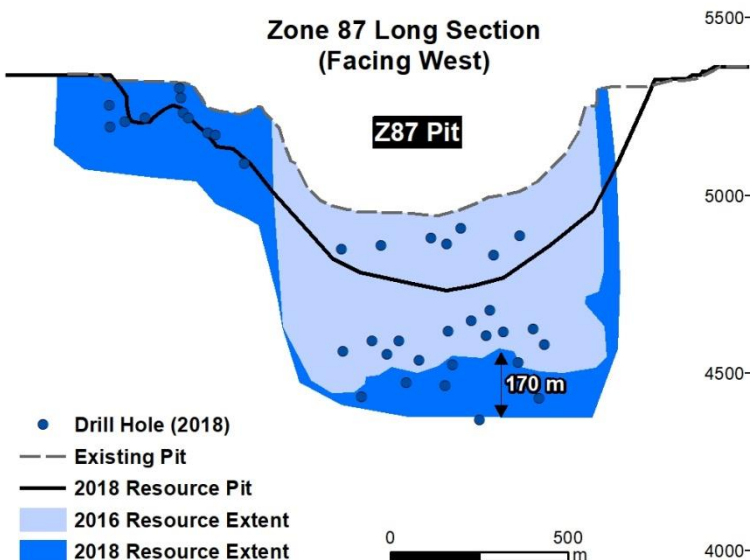 Zone 87 Long Section
(Facing West)
Z87 Pit
5500
5000
4500
4000
170 m
Drill Hole (2018)
Existing Pit
2018 Resource Pit
2016 Resource Extent
2018 Resource Extent
0 500
m